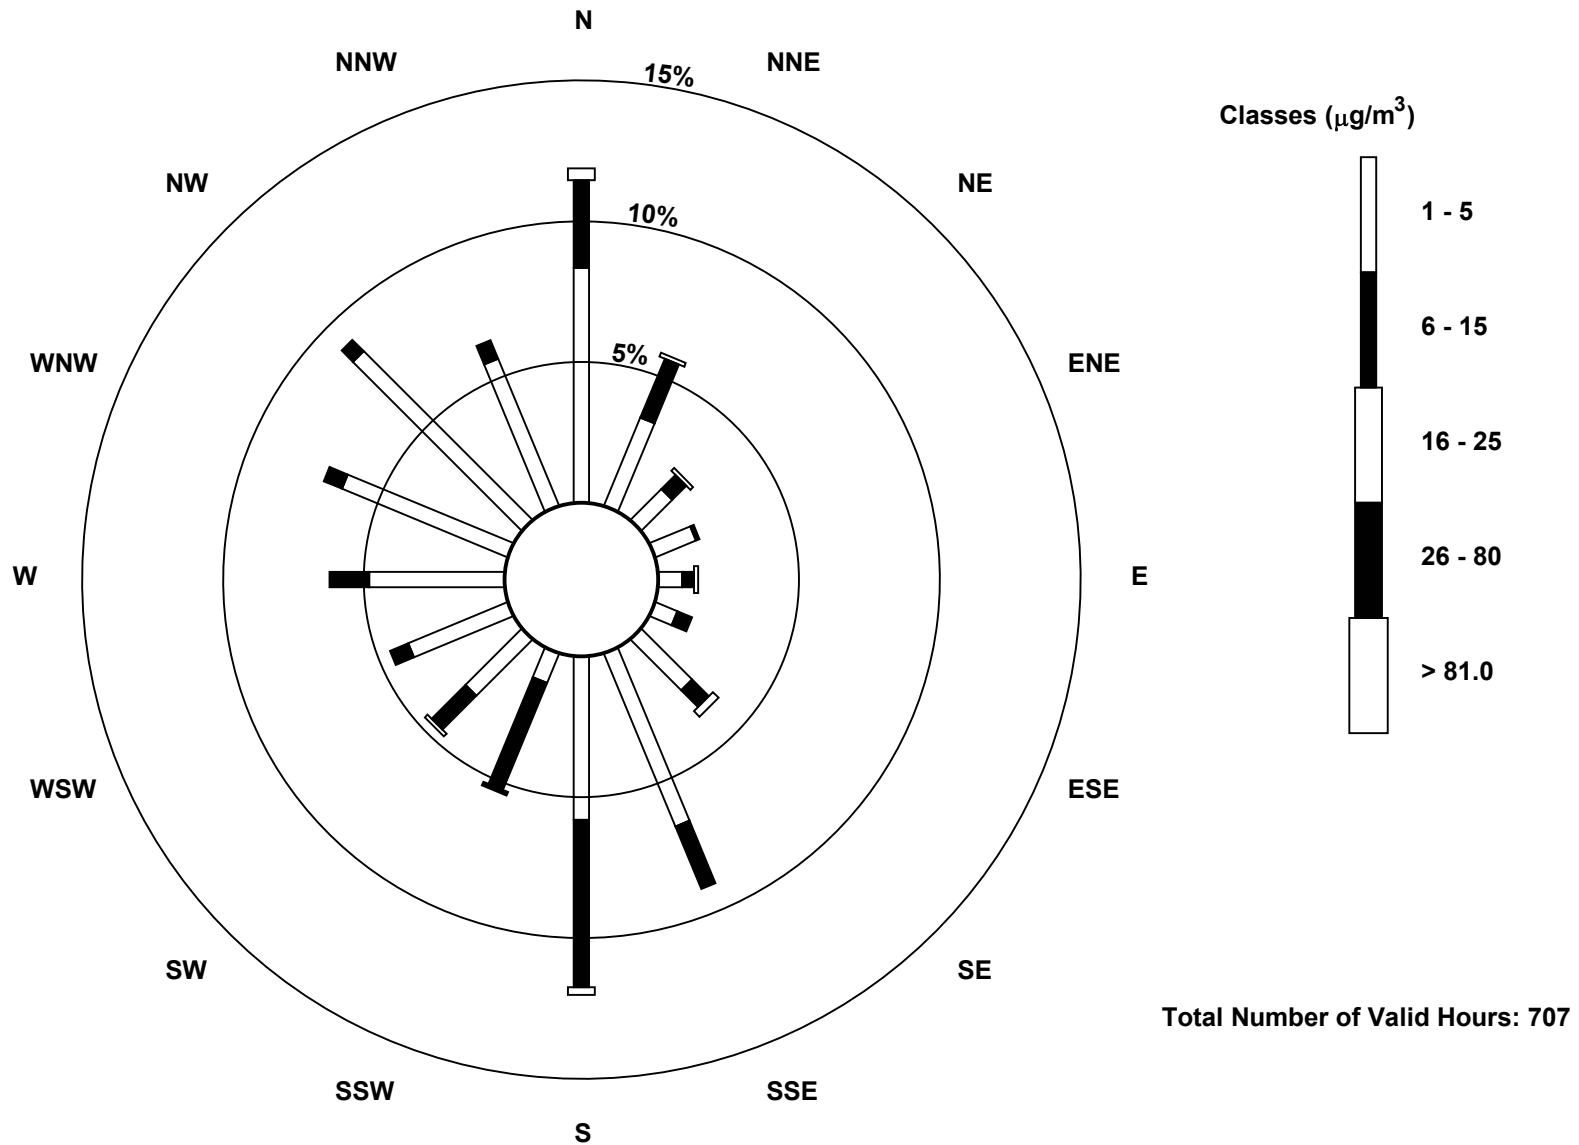 N
NNW
NNE
15%
Classes (μg/m³)
NW
NE
1 - 5
10%
6 - 15
5%
WNW
ENE
16 - 25
26 - 80
W
E
> 81.0
WSW
ESE
SW
SE
Total Number of Valid Hours: 707
SSW
SSE
S